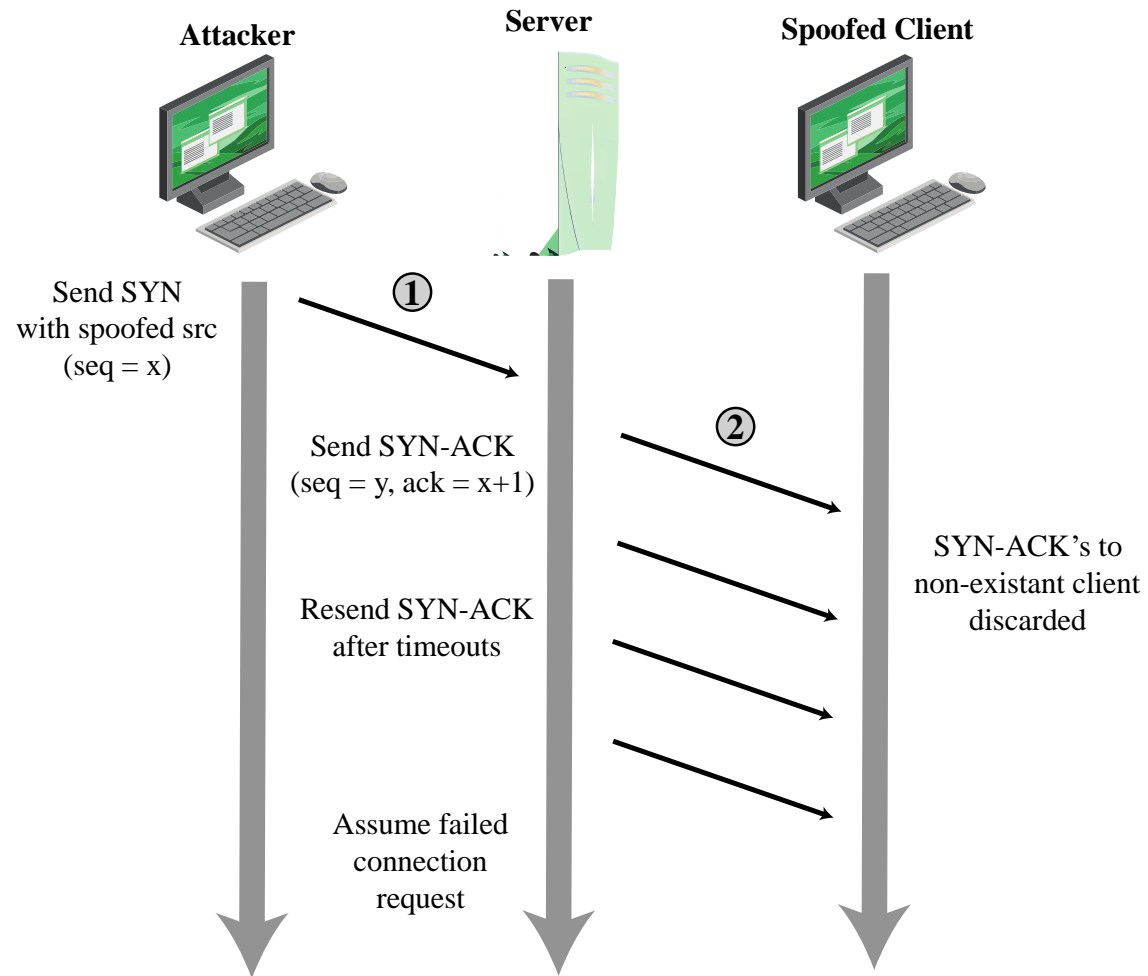 Attacker
Server
Spoofed Client
Send SYN
with spoofed src
(seq = x)
1
Send SYN-ACK
(seq = y, ack = x+1)
2
SYN-ACK’s to
non-existant client
discarded
Resend SYN-ACK
after timeouts
Assume failed
connection
request